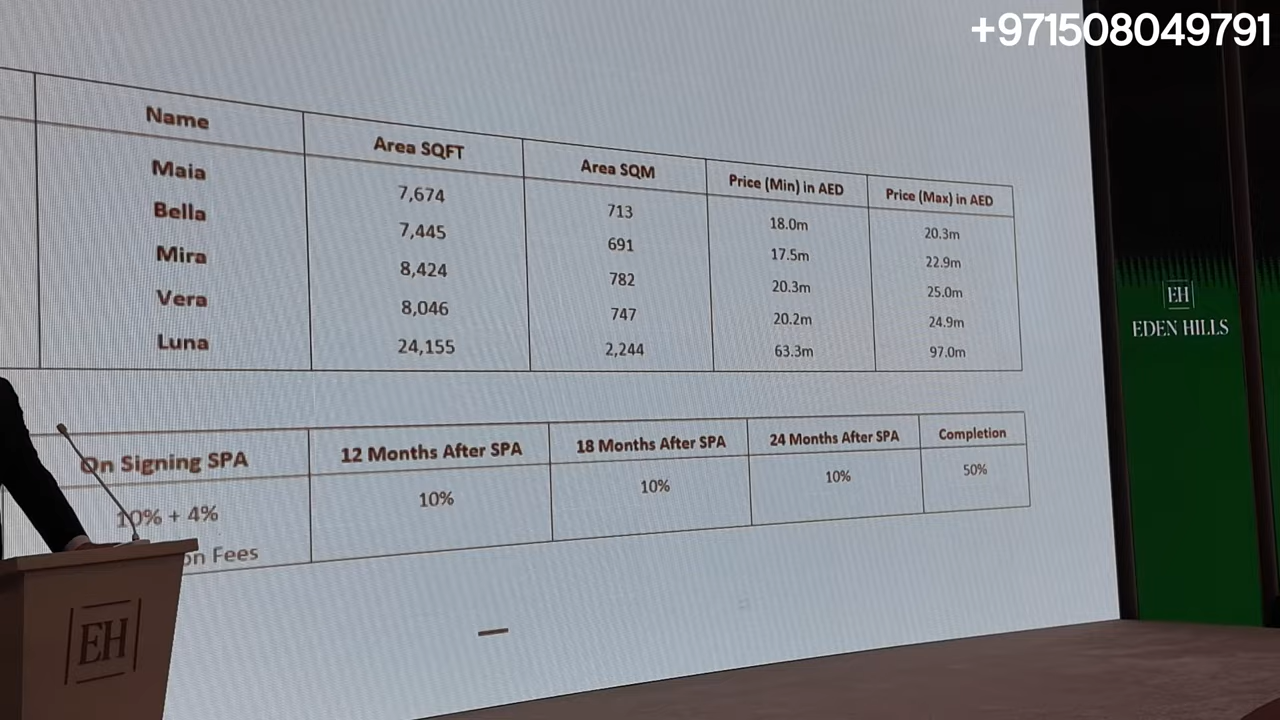 +971508049791
Name Area SQFT Area SQM Price (Min) in AED Price (Max) in AED
Maia 7,674 713 18.0m 20.3m
Bella 7,445 691 17.5m 22.9m
Mira 8,424 782 20.3m 25.0m
Vera 8,046 747 20.2m 24.9m
Luna 24,155 2,244 63.3m 97.0m
On Signing SPA 12 Months After SPA 18 Months After SPA 24 Months After SPA Completion
10% + 4% 10% 10% 10% 50%
Fees
EH
EH
EDEN HILLS